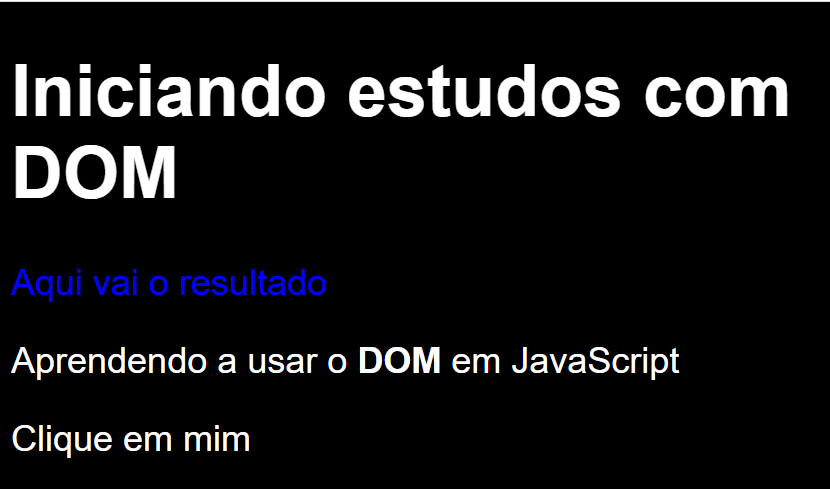 Iniciando estudos com
DOM
Aqui vai o resultado
Aprendendo a usar o DOM em JavaScript
Clique em mim